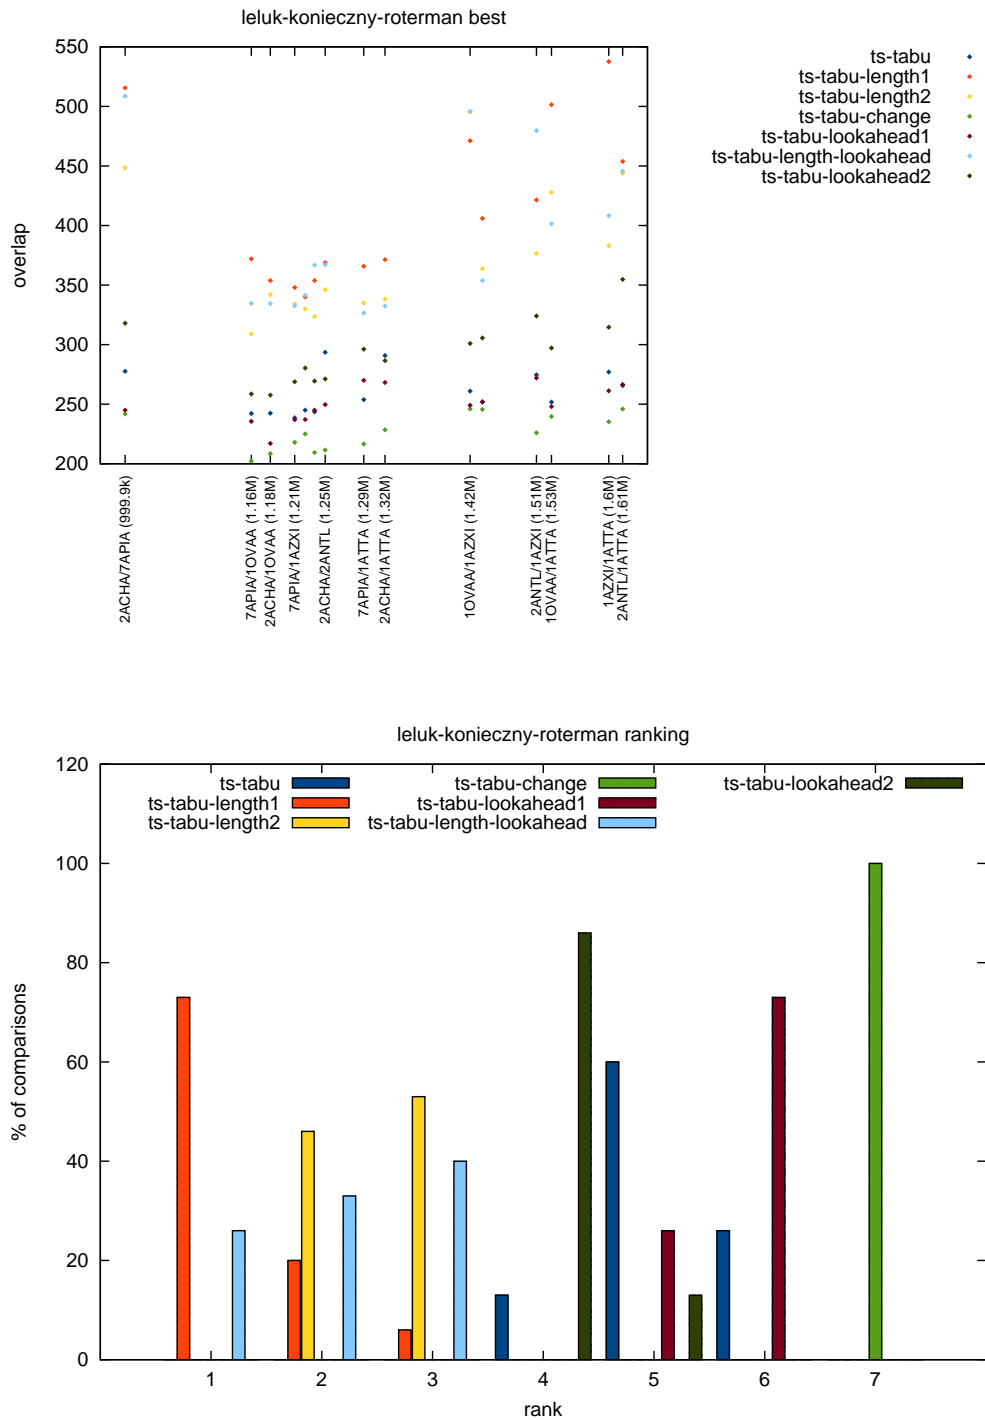 leluk-konieczny-roterman best
550
500
450
400
350
300
250
200
overlap
ts-tabu
ts-tabu-length1
ts-tabu-length2
ts-tabu-change
ts-tabu-lookahead1
ts-tabu-length-lookahead
ts-tabu-lookahead2
2ACHA/7APIA (999.9k)
7APIA/1OVAA (1.16M)
2ACHA/1OVAA (1.18M)
7APIA/1AZXI (1.21M)
2ACHA/2ANTL (1.25M)
7APIA/1ATTA (1.29M)
2ACHA/1ATTA (1.32M)
1OVAA/1AZXI (1.42M)
2ANTL/1AZXI (1.51M)
1OVAA/1ATTA (1.53M)
1AZXI/1ATTA (1.6M)
2ANTL/1ATTA (1.61M)
leluk-konieczny-roterman ranking
120
100
80
60
40
20
0
% of comparisons
ts-tabu
ts-tabu-length1
ts-tabu-length2
ts-tabu-change
ts-tabu-lookahead1
ts-tabu-length-lookahead
ts-tabu-lookahead2
1 2 3 4 5 6 7
rank